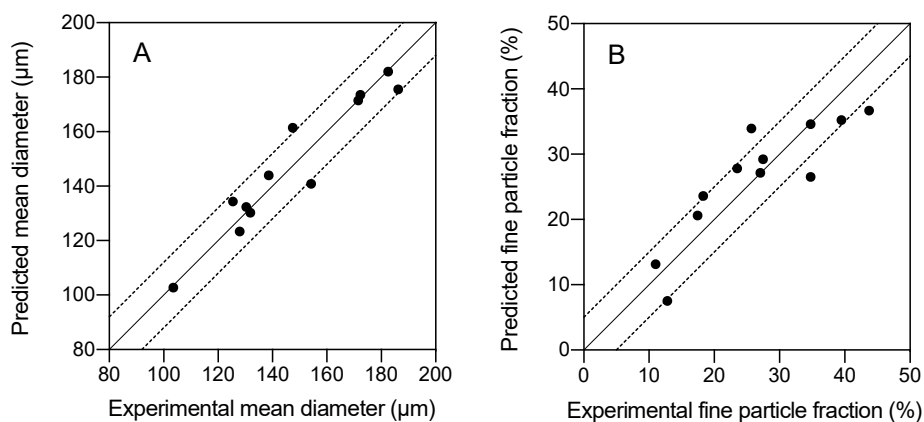 A
Predicted mean diameter (μm)
200
180
160
140
120
100
80
80 100 120 140 160 180 200
Experimental mean diameter (μm)
B
Predicted fine particle fraction (%)
50
40
30
20
10
0
0 10 20 30 40 50
Experimental fine particle fraction (%)